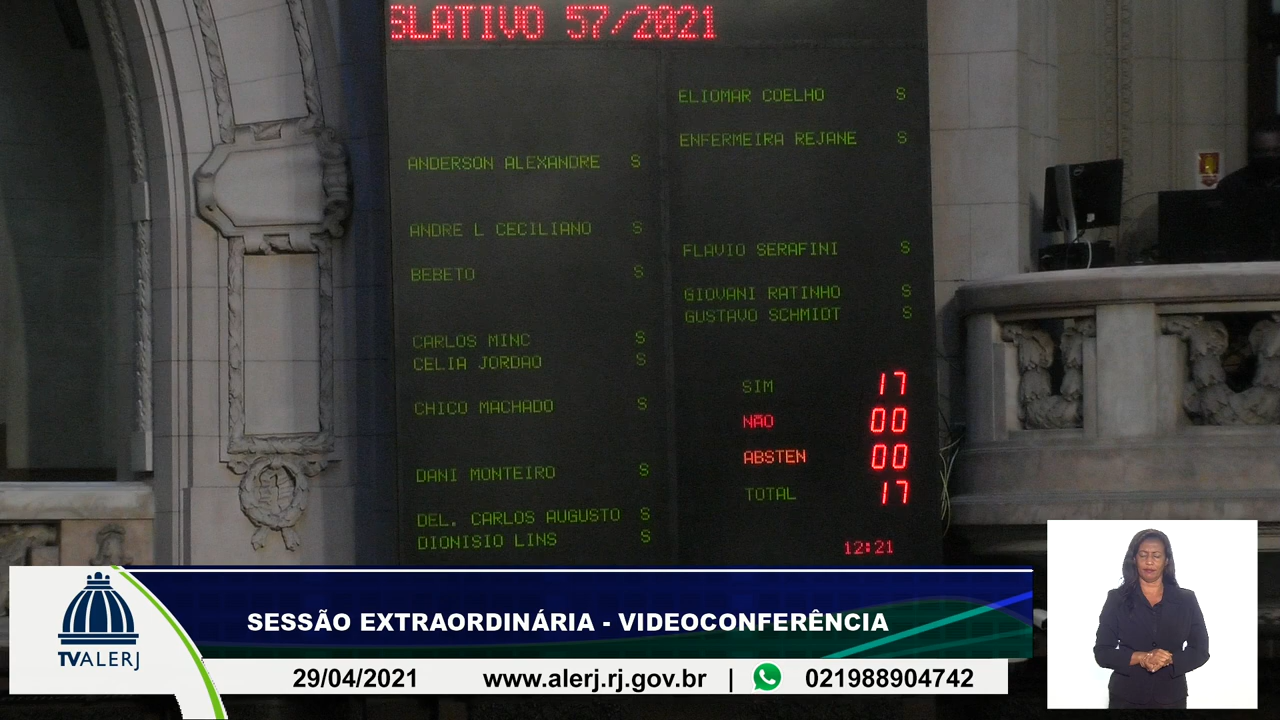 SLATIVO 57/2021
ANDERSON ALEXANDRE S
ANDRE L CECILIANO S
BEBETO S
CARLOS MINC S
CELIA JORDAO S
CHICO MACHADO S
DANI MONTEIRO S
DEL. CARLOS AUGUSTO S
DIONISIO LINS S
ELIOMAR COELHO S
ENFERMEIRA REJANE S
FLAVIO SERAFINI S
GIOVANI RATINHO S
GUSTAVO SCHMIDT S
SIM 17
NÃO 00
ABSTEN 00
TOTAL 17
12:21
SESSÃO EXTRAORDINÁRIA - VIDEOCONFERÊNCIA
TVALERJ
29/04/2021 www.alerj.rj.gov.br | 021988904742